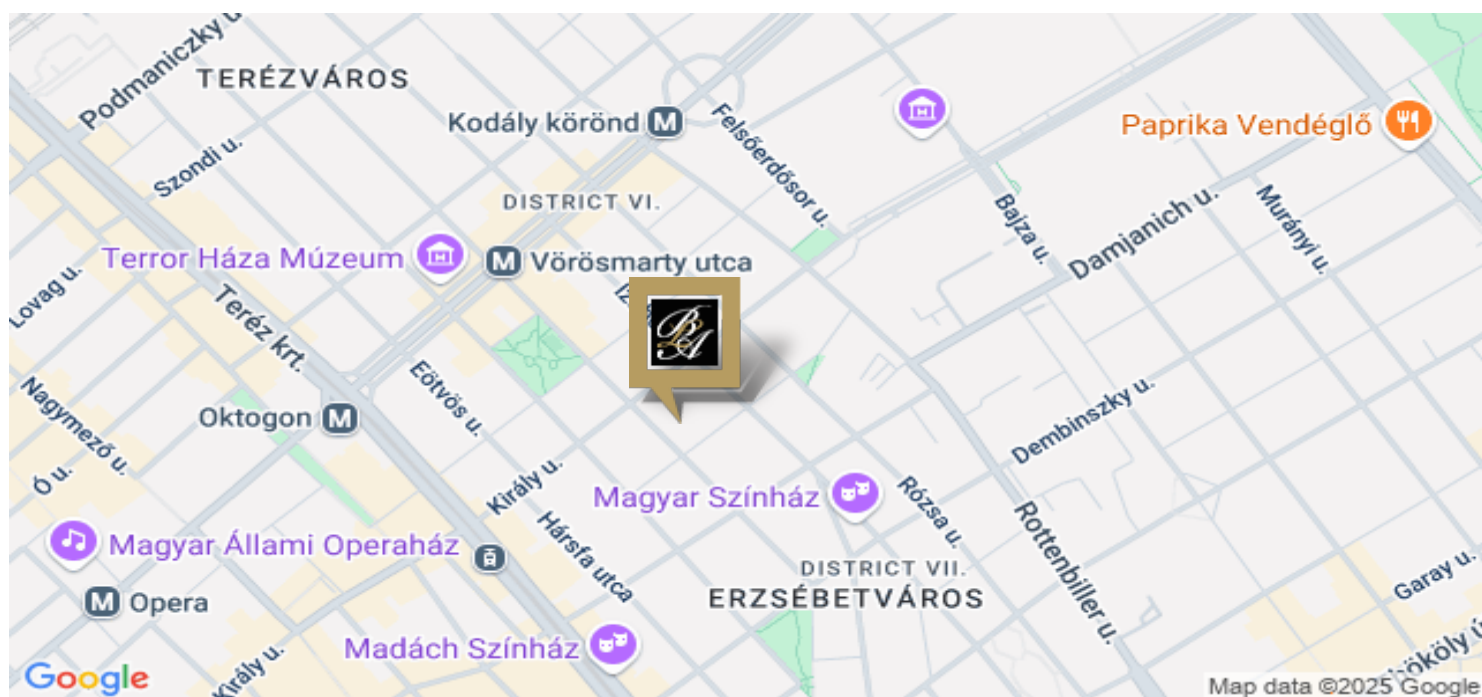 Podmaniczky u.
TERÉZVÁROS
Kodály körönd M
Felsőerdősor u.
Paprika Vendéglő
Szondi u.
DISTRICT VI.
Bajza u.
Damjanich u.
Murányi u.
Terror Háza Múzeum
M Vörösmarty utca
Lovag u.
Teréz krt.
BPA
Nagymező u.
Eötvös u.
Oktogon M
Dembinszky u.
Ó u.
Király u.
Magyar Színház
Rózsa u.
Rottenbiller u.
Hársfa utca
Magyar Állami Operaház
DISTRICT VII.
ERZSÉBETVÁROS
Garay u.
M Opera
Madách Színház
Király u.
Google
Map data ©2025 Google